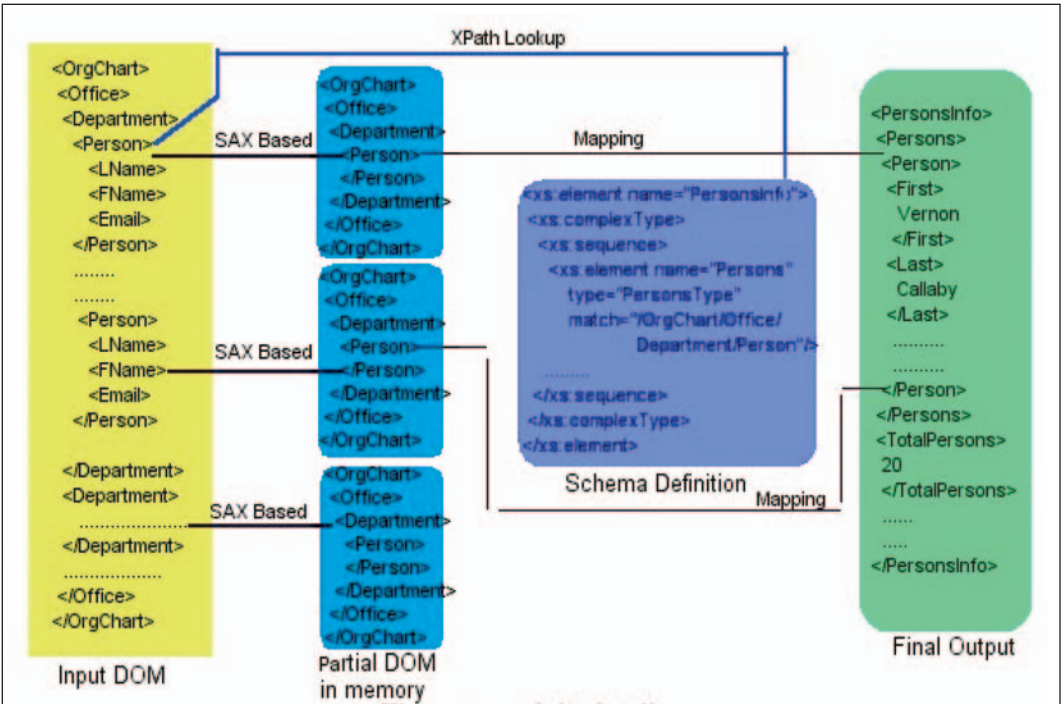 XPath Lookup
<OrgChart>
<Office>
<Department>
<Person>
<LName>
<FName>
<Email>
</Person>
........
........
<Person>
<LName>
<FName>
<Email>
</Person>
</Department>
<Department>
.....................
</Department>
...................
</Office>
</OrgChart>
Input DOM
SAX Based
SAX Based
SAX Based
<OrgChart>
<Office>
<Department>
<Person>
</Person>
</Department>
</Office>
</OrgChart>
<OrgChart>
<Office>
<Department>
<Person>
</Person>
</Department>
</Office>
</OrgChart>
<OrgChart>
<Office>
<Department>
<Person>
</Person>
</Department>
</Office>
</OrgChart>
Partial DOM
in memory
Mapping
<xs:element name="PersonsInfo">
<xs:complexType>
<xs:sequence>
<xs:element name="Persons"
type="PersonsType"
match="/OrgChart/Office/
Department/Person"/>
.........
</xs:sequence>
</xs:complexType>
</xs:element>
Schema Definition
Mapping
<PersonsInfo>
<Persons>
<Person>
<First>
Vernon
</First>
<Last>
Callaby
</Last>
..........
..........
</Person>
</Persons>
<TotalPersons>
20
</TotalPersons>
......
.....
</PersonsInfo>
Final Output